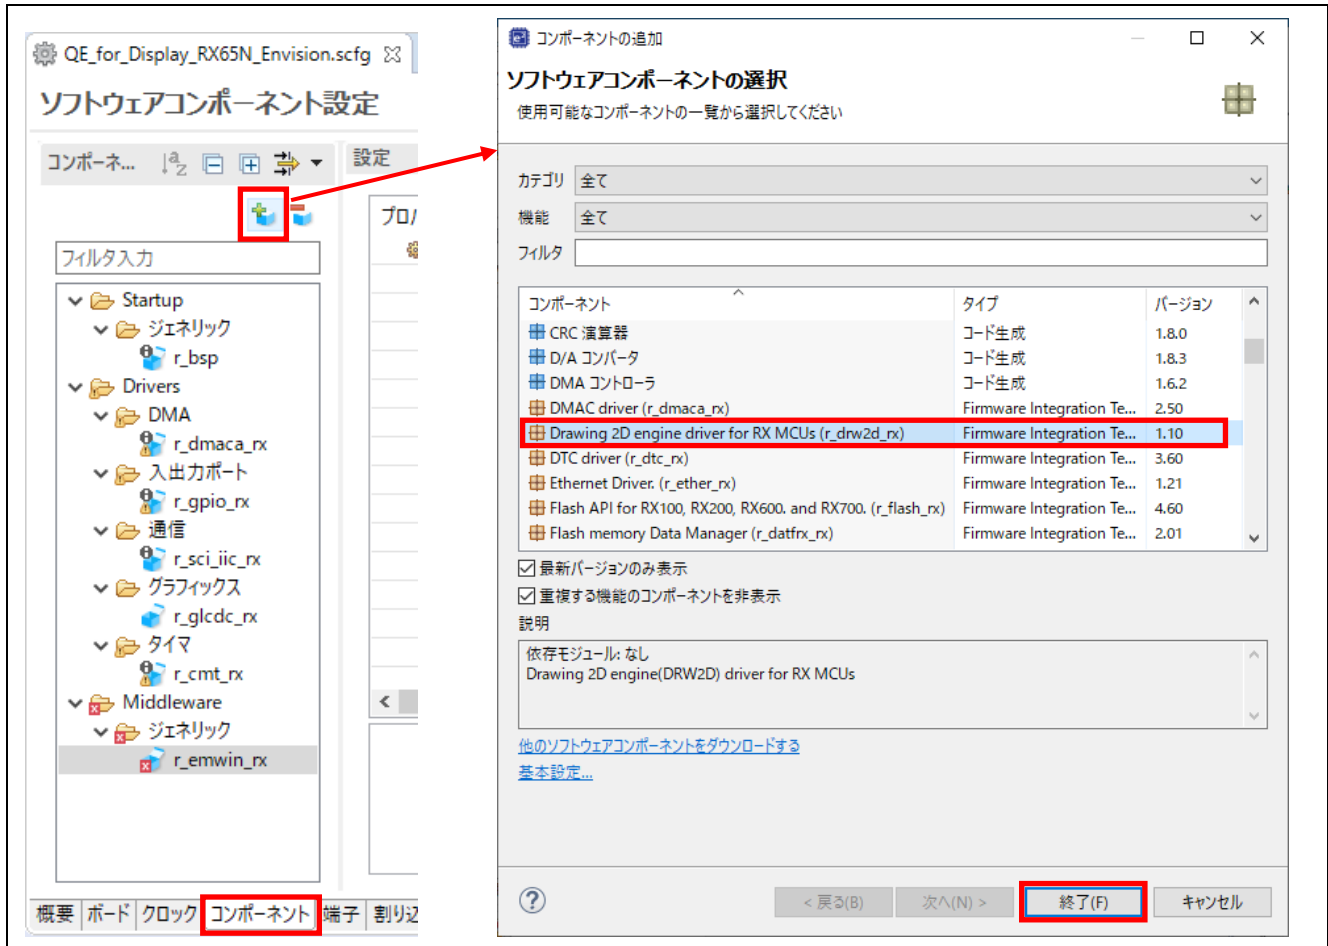 QE_for_Display_RX65N_Envision.scfg
ソフトウェアコンポーネント設定
コンポーネ...
設定
プロパ
フィルタ入力
Startup
ジェネリック
r_bsp
Drivers
DMA
r_dmaca_rx
入出力ポート
r_gpio_rx
通信
r_sci_iic_rx
グラフィックス
r_glcdc_rx
タイマ
r_cmt_rx
Middleware
ジェネリック
r_emwin_rx
概要 ボード クロック コンポーネント 端子 割り込
コンポーネントの追加
ソフトウェアコンポーネントの選択
使用可能なコンポーネントの一覧から選択してください
カテゴリ 全て
機能 全て
フィルタ
コンポーネント タイプ バージョン
CRC 演算器 コード生成 1.8.0
D/A コンバータ コード生成 1.8.3
DMA コントローラ コード生成 1.6.2
DMAC driver (r_dmaca_rx) Firmware Integration Te... 2.50
Drawing 2D engine driver for RX MCUs (r_drw2d_rx) Firmware Integration Te... 1.10
DTC driver (r_dtc_rx) Firmware Integration Te... 3.60
Ethernet Driver. (r_ether_rx) Firmware Integration Te... 1.21
Flash API for RX100, RX200, RX600. and RX700. (r_flash_rx) Firmware Integration Te... 4.60
Flash memory Data Manager (r_datfrx_rx) Firmware Integration Te... 2.01
最新バージョンのみ表示
重複する機能のコンポーネントを非表示
説明
依存モジュール: なし
Drawing 2D engine(DRW2D) driver for RX MCUs
他のソフトウェアコンポーネントをダウンロードする
基本設定...
< 戻る(B) 次へ(N) > 終了(F) キャンセル